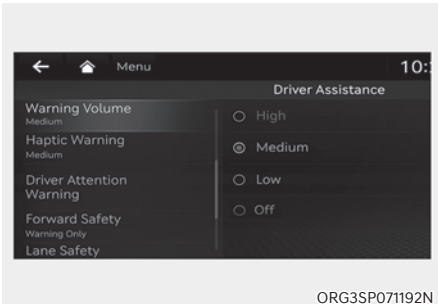 Menu
10:
Driver Assistance
Warning Volume
Medium
Haptic Warning
Medium
Driver Attention
Warning
Forward Safety
Warning Only
Lane Safety
High
Medium
Low
Off
ORG3SP071192N